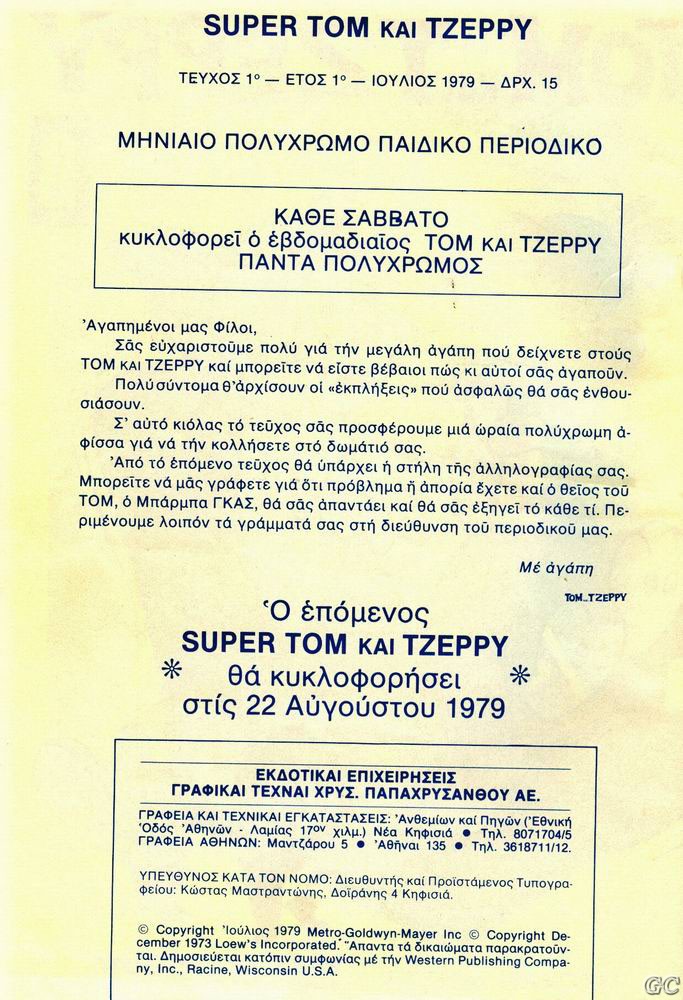 SUPER TOM ΚΑΙ ΤΖΕΡΡΥ
ΤΕΥΧΟΣ 1º — ΕΤΟΣ 1º — ΙΟΥΛΙΟΣ 1979 — ΔΡΧ. 15
ΜΗΝΙΑΙΟ ΠΟΛΥΧΡΩΜΟ ΠΑΙΔΙΚΟ ΠΕΡΙΟΔΙΚΟ
ΚΑΘΕ ΣΑΒΒΑΤΟ
κυκλοφορεῖ ὁ ἑβδομαδιαῖος ΤΟΜ ΚΑΙ ΤΖΕΡΡΥ
ΠΑΝΤΑ ΠΟΛΥΧΡΩΜΟΣ
Ἀγαπημένοι μας Φίλοι,
Σᾶς εὐχαριστοῦμε πολύ γιά τήν μεγάλη ἀγάπη πού δείχνετε στούς
ΤΟΜ ΚΑΙ ΤΖΕΡΡΥ καί μπορεῖτε νά εἶστε βέβαιοι πώς κι αὐτοί σᾶς ἀγαποῦν.
Πολύ σύντομα θ'ἀρχίσουν οἱ «ἐκπλήξεις» πού ἀσφαλῶς θά σᾶς ἐνθου-
σιάσουν.
Σ' αὐτό κιόλας τό τεῦχος σᾶς προσφέρουμε μιά ὡραία πολύχρωμη ἀ-
φίσσα γιά νά τήν κολλήσετε στό δωμάτιό σας.
Ἀπό τό ἑπόμενο τεῦχος θά ὑπάρχει ἡ στήλη τῆς ἀλληλογραφίας σας.
Μπορεῖτε νά μᾶς γράφετε γιά ὅτι πρόβλημα ἤ ἀπορία ἔχετε καί ὁ θεῖος τοῦ
ΤΟΜ, ὁ Μπάρμπα ΓΚΑΣ, θά σᾶς ἀπαντάει καί θά σᾶς ἐξηγεῖ τό κάθε τί. Πε-
ριμένουμε λοιπόν τά γράμματά σας στή διεύθυνση τοῦ περιοδικοῦ μας.
Μέ ἀγάπη
ΤΟΜ...ΤΖΕΡΡΥ
Ὁ ἑπόμενος
SUPER TOM ΚΑΙ ΤΖΕΡΡΥ
θά κυκλοφορήσει
στίς 22 Αὐγούστου 1979
ΕΚΔΟΤΙΚΑΙ ΕΠΙΧΕΙΡΗΣΕΙΣ
ΓΡΑΦΙΚΑΙ ΤΕΧΝΑΙ ΧΡΥΣ. ΠΑΠΑΧΡΥΣΑΝΘΟΥ ΑΕ.
ΓΡΑΦΕΙΑ ΚΑΙ ΤΕΧΝΙΚΑΙ ΕΓΚΑΤΑΣΤΑΣΕΙΣ: Ἀνθεμίων καί Πηγῶν (Ἐθνική
Ὁδός Ἀθηνῶν - Λαμίας 17ον χιλμ.) Νέα Κηφισιά ● Τηλ. 8071704/5
ΓΡΑΦΕΙΑ ΑΘΗΝΩΝ: Μαντζάρου 5 ● Ἀθῆναι 135 ● Τηλ. 3618711/12.
ΥΠΕΥΘΥΝΟΣ ΚΑΤΑ ΤΟΝ ΝΟΜΟ: Διευθυντής καί Προϊστάμενος Τυπογρα-
φείου: Κώστας Μαστραντώνης, Δοϊράνης 4 Κηφισιά.
© Copyright Ἰούλιος 1979 Metro-Goldwyn-Mayer Inc © Copyright De-
cember 1973 Loew's Incorporated. Ἅπαντα τά δικαιώματα παρακρατοῦν-
ται. Δημοσιεύεται κατόπιν συμφωνίας μέ τήν Western Publishing Compa-
ny, Inc., Racine, Wisconsin U.S.A.
GC